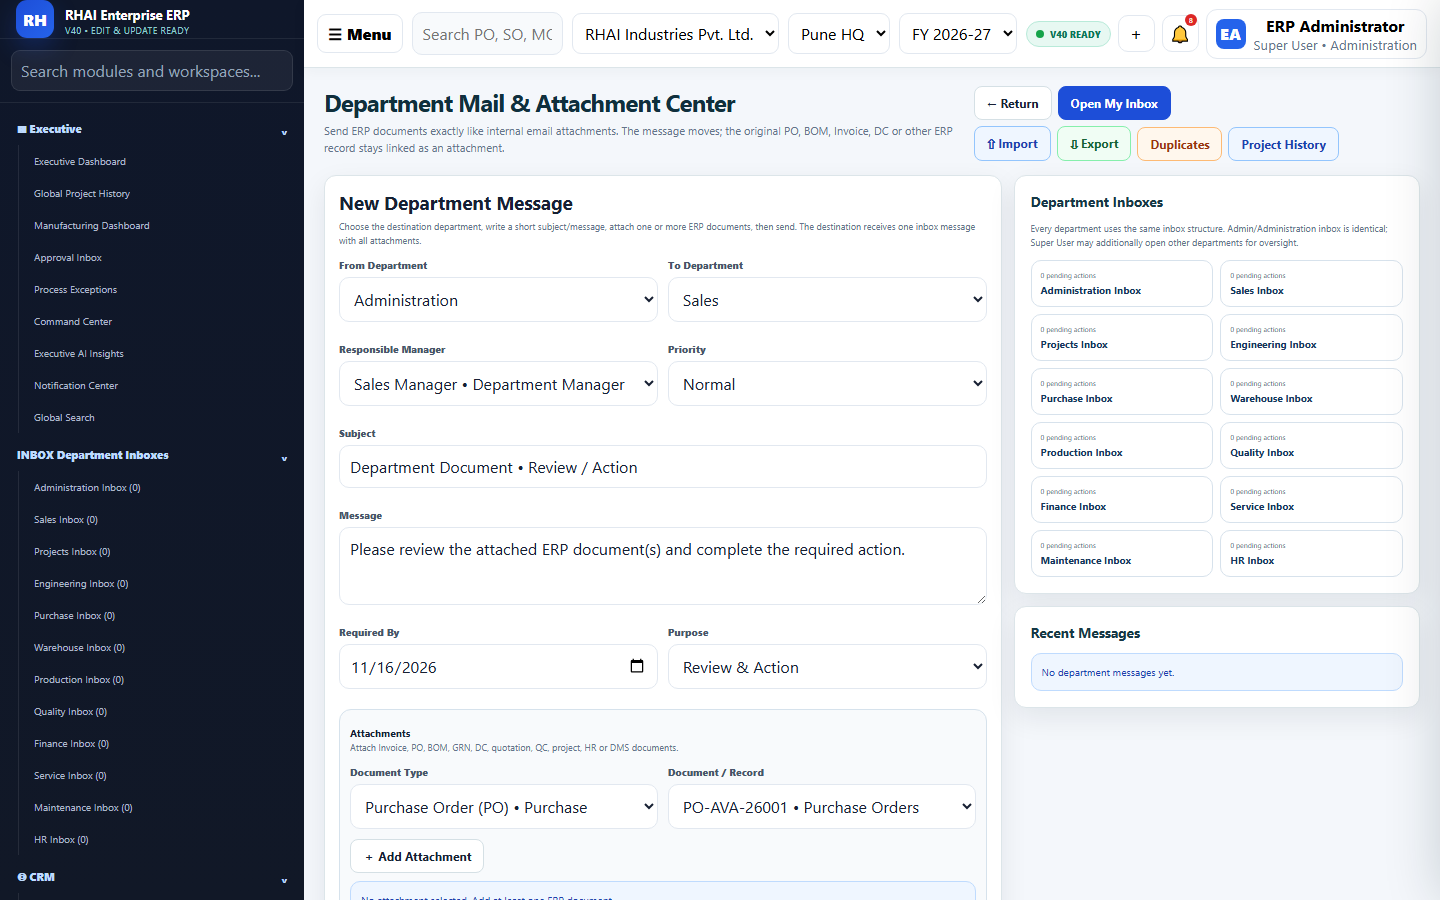 RH
RHAI Enterprise ERP
V40 • EDIT & UPDATE READY
Search modules and workspaces...
Executive
Executive Dashboard
Global Project History
Manufacturing Dashboard
Approval Inbox
Process Exceptions
Command Center
Executive AI Insights
Notification Center
Global Search
INBOX Department Inboxes
Administration Inbox (0)
Sales Inbox (0)
Projects Inbox (0)
Engineering Inbox (0)
Purchase Inbox (0)
Warehouse Inbox (0)
Production Inbox (0)
Quality Inbox (0)
Finance Inbox (0)
Service Inbox (0)
Maintenance Inbox (0)
HR Inbox (0)
CRM
☰ Menu
Search PO, SO, MO
RHAI Industries Pvt. Ltd.
Pune HQ
FY 2026-27
V40 READY
+
8
EA
ERP Administrator
Super User • Administration
Department Mail & Attachment Center
Send ERP documents exactly like internal email attachments. The message moves; the original PO, BOM, Invoice, DC or other ERP
record stays linked as an attachment.
← Return
Open My Inbox
⇧ Import
⇩ Export
Duplicates
Project History
New Department Message
Choose the destination department, write a short subject/message, attach one or more ERP documents, then send. The destination receives one inbox message
with all attachments.
From Department
To Department
Administration
Sales
Responsible Manager
Priority
Sales Manager • Department Manager
Normal
Subject
Department Document • Review / Action
Message
Please review the attached ERP document(s) and complete the required action.
Required By
Purpose
11/16/2026
Review & Action
Attachments
Attach Invoice, PO, BOM, GRN, DC, quotation, QC, project, HR or DMS documents.
Document Type
Document / Record
Purchase Order (PO) • Purchase
PO-AVA-26001 • Purchase Orders
+ Add Attachment
No attachment selected. Add at least one ERP document.
Department Inboxes
Every department uses the same inbox structure. Admin/Administration inbox is identical;
Super User may additionally open other departments for oversight.
0 pending actions
Administration Inbox
0 pending actions
Sales Inbox
0 pending actions
Projects Inbox
0 pending actions
Engineering Inbox
0 pending actions
Purchase Inbox
0 pending actions
Warehouse Inbox
0 pending actions
Production Inbox
0 pending actions
Quality Inbox
0 pending actions
Finance Inbox
0 pending actions
Service Inbox
0 pending actions
Maintenance Inbox
0 pending actions
HR Inbox
Recent Messages
No department messages yet.